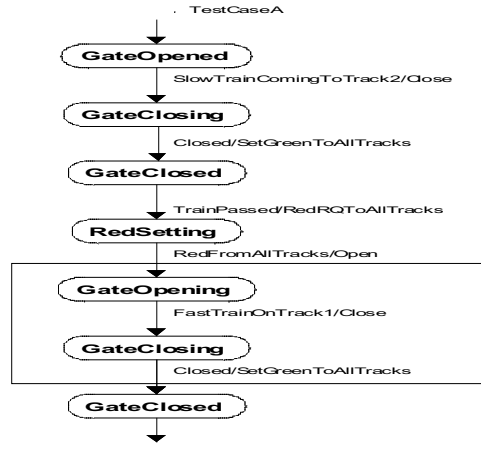 . TestCaseA
GateOpened
SlowTrainComingToTrack2/Close
GateClosing
Closed/SetGreenToAllTracks
GateClosed
TrainPassed/RedRQToAllTracks
RedSetting
RedFromAllTracks/Open
GateOpening
FastTrainOnTrack1/Close
GateClosing
Closed/SetGreenToAllTracks
GateClosed